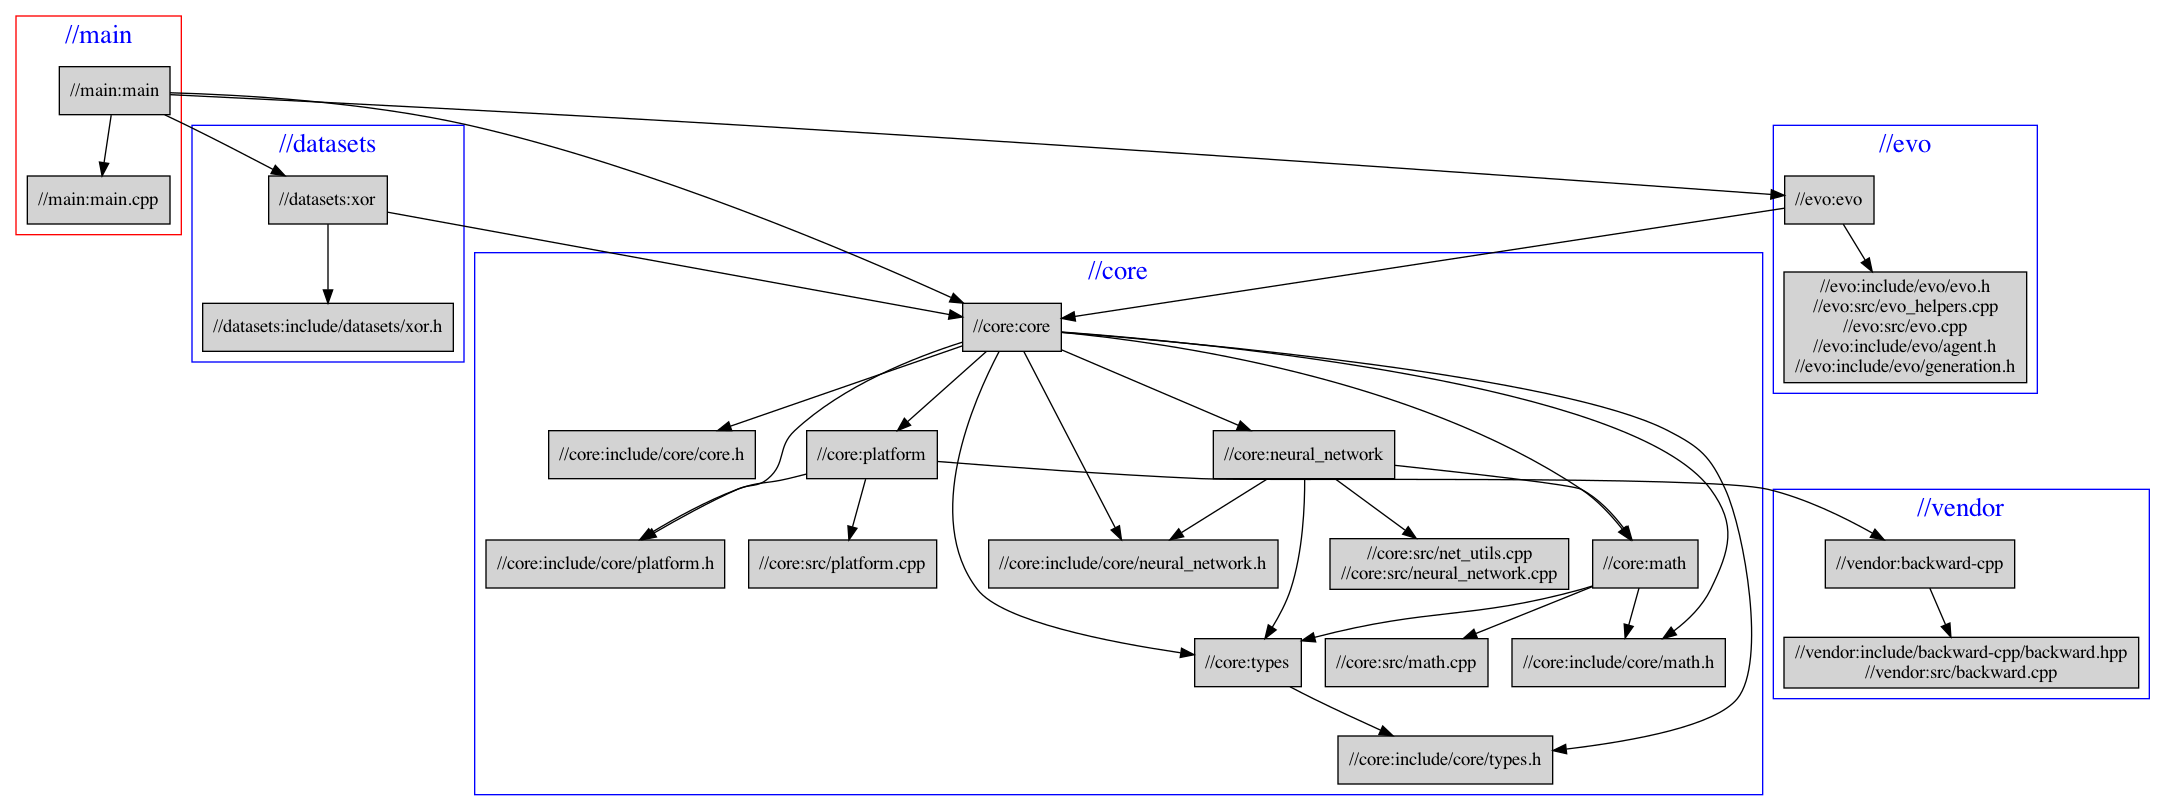 //main
//main:main
//main:main.cpp
//datasets
//datasets:xor
//datasets:include/datasets/xor.h
//evo
//evo:evo
//evo:include/evo/evo.h
//evo:src/evo_helpers.cpp
//evo:src/evo.cpp
//evo:include/evo/agent.h
//evo:include/evo/generation.h
//core
//core:core
//core:include/core/core.h
//core:platform
//core:neural_network
//core:include/core/platform.h
//core:src/platform.cpp
//core:include/core/neural_network.h
//core:src/net_utils.cpp
//core:src/neural_network.cpp
//core:math
//core:types
//core:src/math.cpp
//core:include/core/math.h
//core:include/core/types.h
//vendor
//vendor:backward-cpp
//vendor:include/backward-cpp/backward.hpp
//vendor:src/backward.cpp